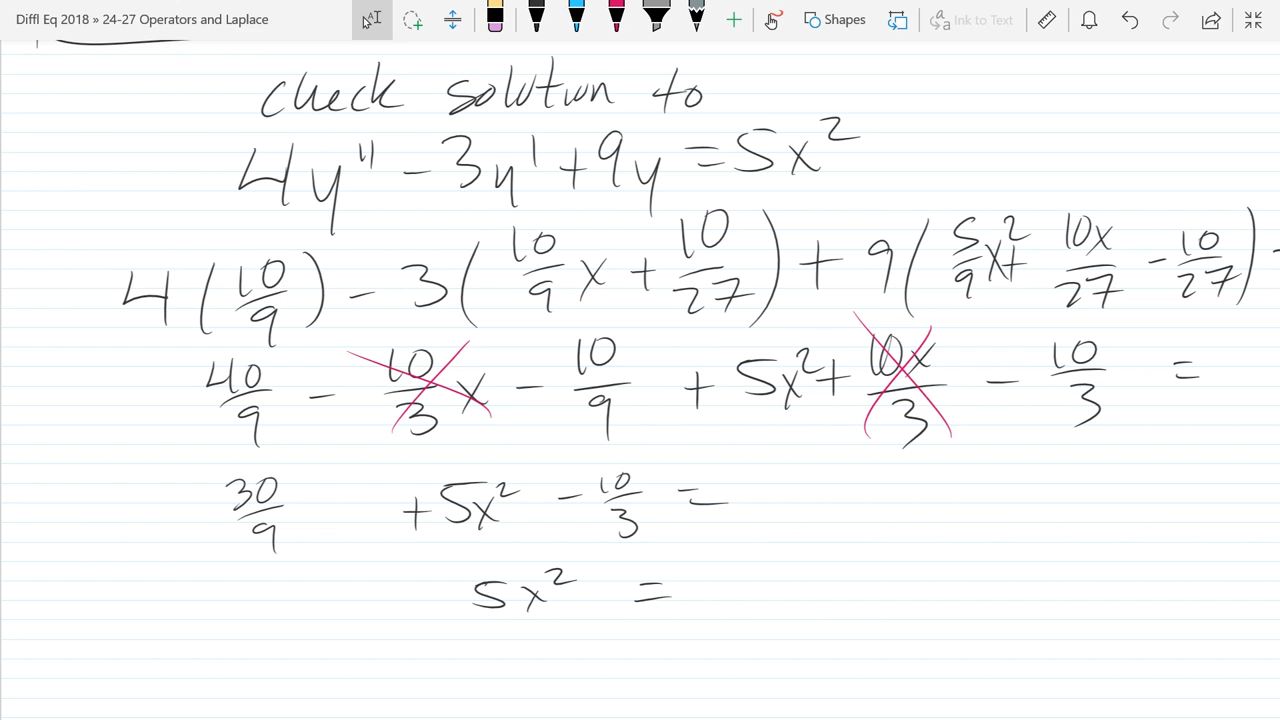 Diffl Eq 2018 » 24-27 Operators and Laplace Shapes Ink to Text
check solution to
4y'' - 3y' + 9y = 5x²
4(10/9) - 3(10/9 x + 10/27) + 9(5/9 x² + 10x/27 - 10/27)
40/9 - 10/3 x - 10/9 + 5x² + 10x/3 - 10/3 =
30/9 + 5x² - 10/3 =
5x² =